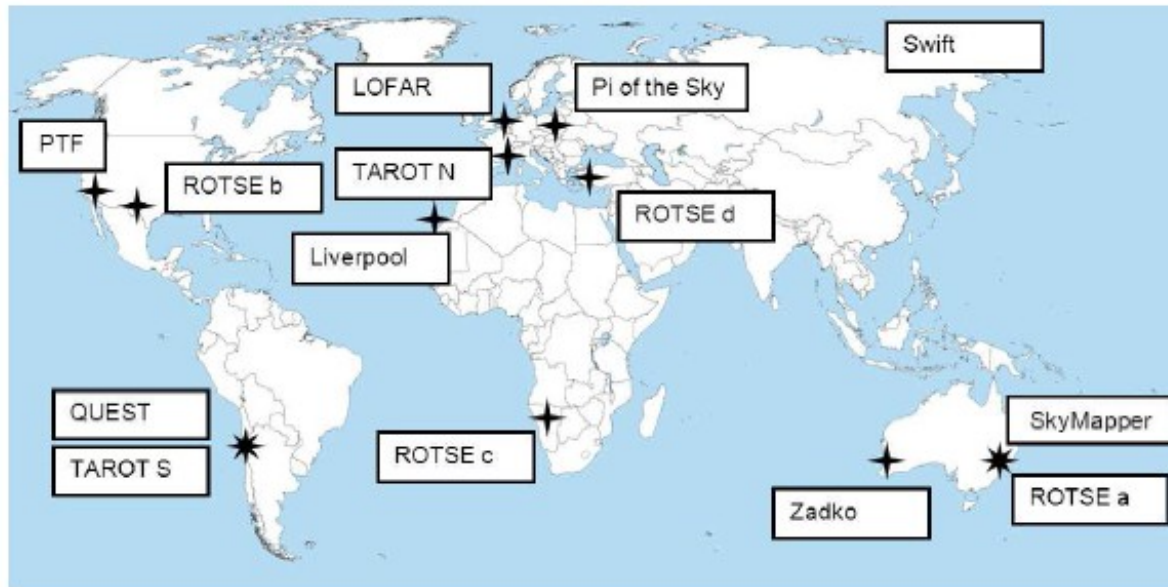 Swift
LOFAR
Pi of the Sky
PTF
TAROT N
ROTSE b
ROTSE d
Liverpool
QUEST
SkyMapper
TAROT S
ROTSE c
ROTSE a
Zadko